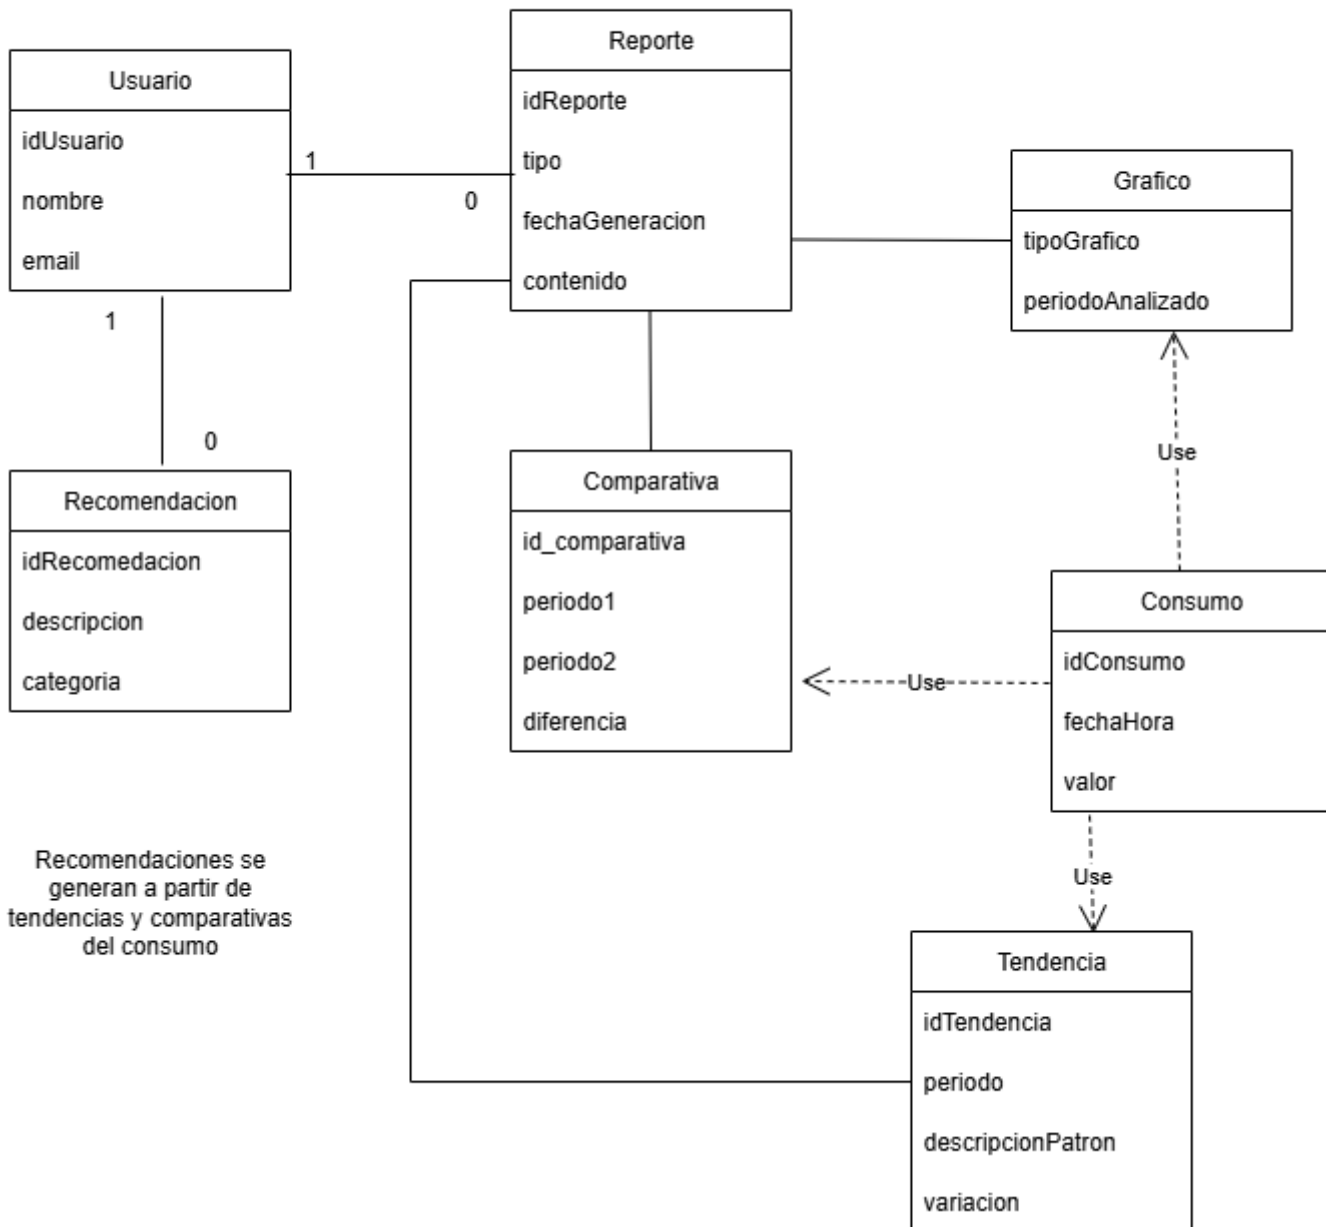 Usuario
idUsuario
nombre
email
1
0
Reporte
idReporte
tipo
fechaGeneracion
contenido
Grafico
tipoGrafico
periodoAnalizado
1
0
Recomendacion
idRecomedacion
descripcion
categoria
Comparativa
id_comparativa
periodo1
periodo2
diferencia
Use
Use
Consumo
idConsumo
fechaHora
valor
Use
Recomendaciones se
generan a partir de
tendencias y comparativas
del consumo
Tendencia
idTendencia
periodo
descripcionPatron
variacion